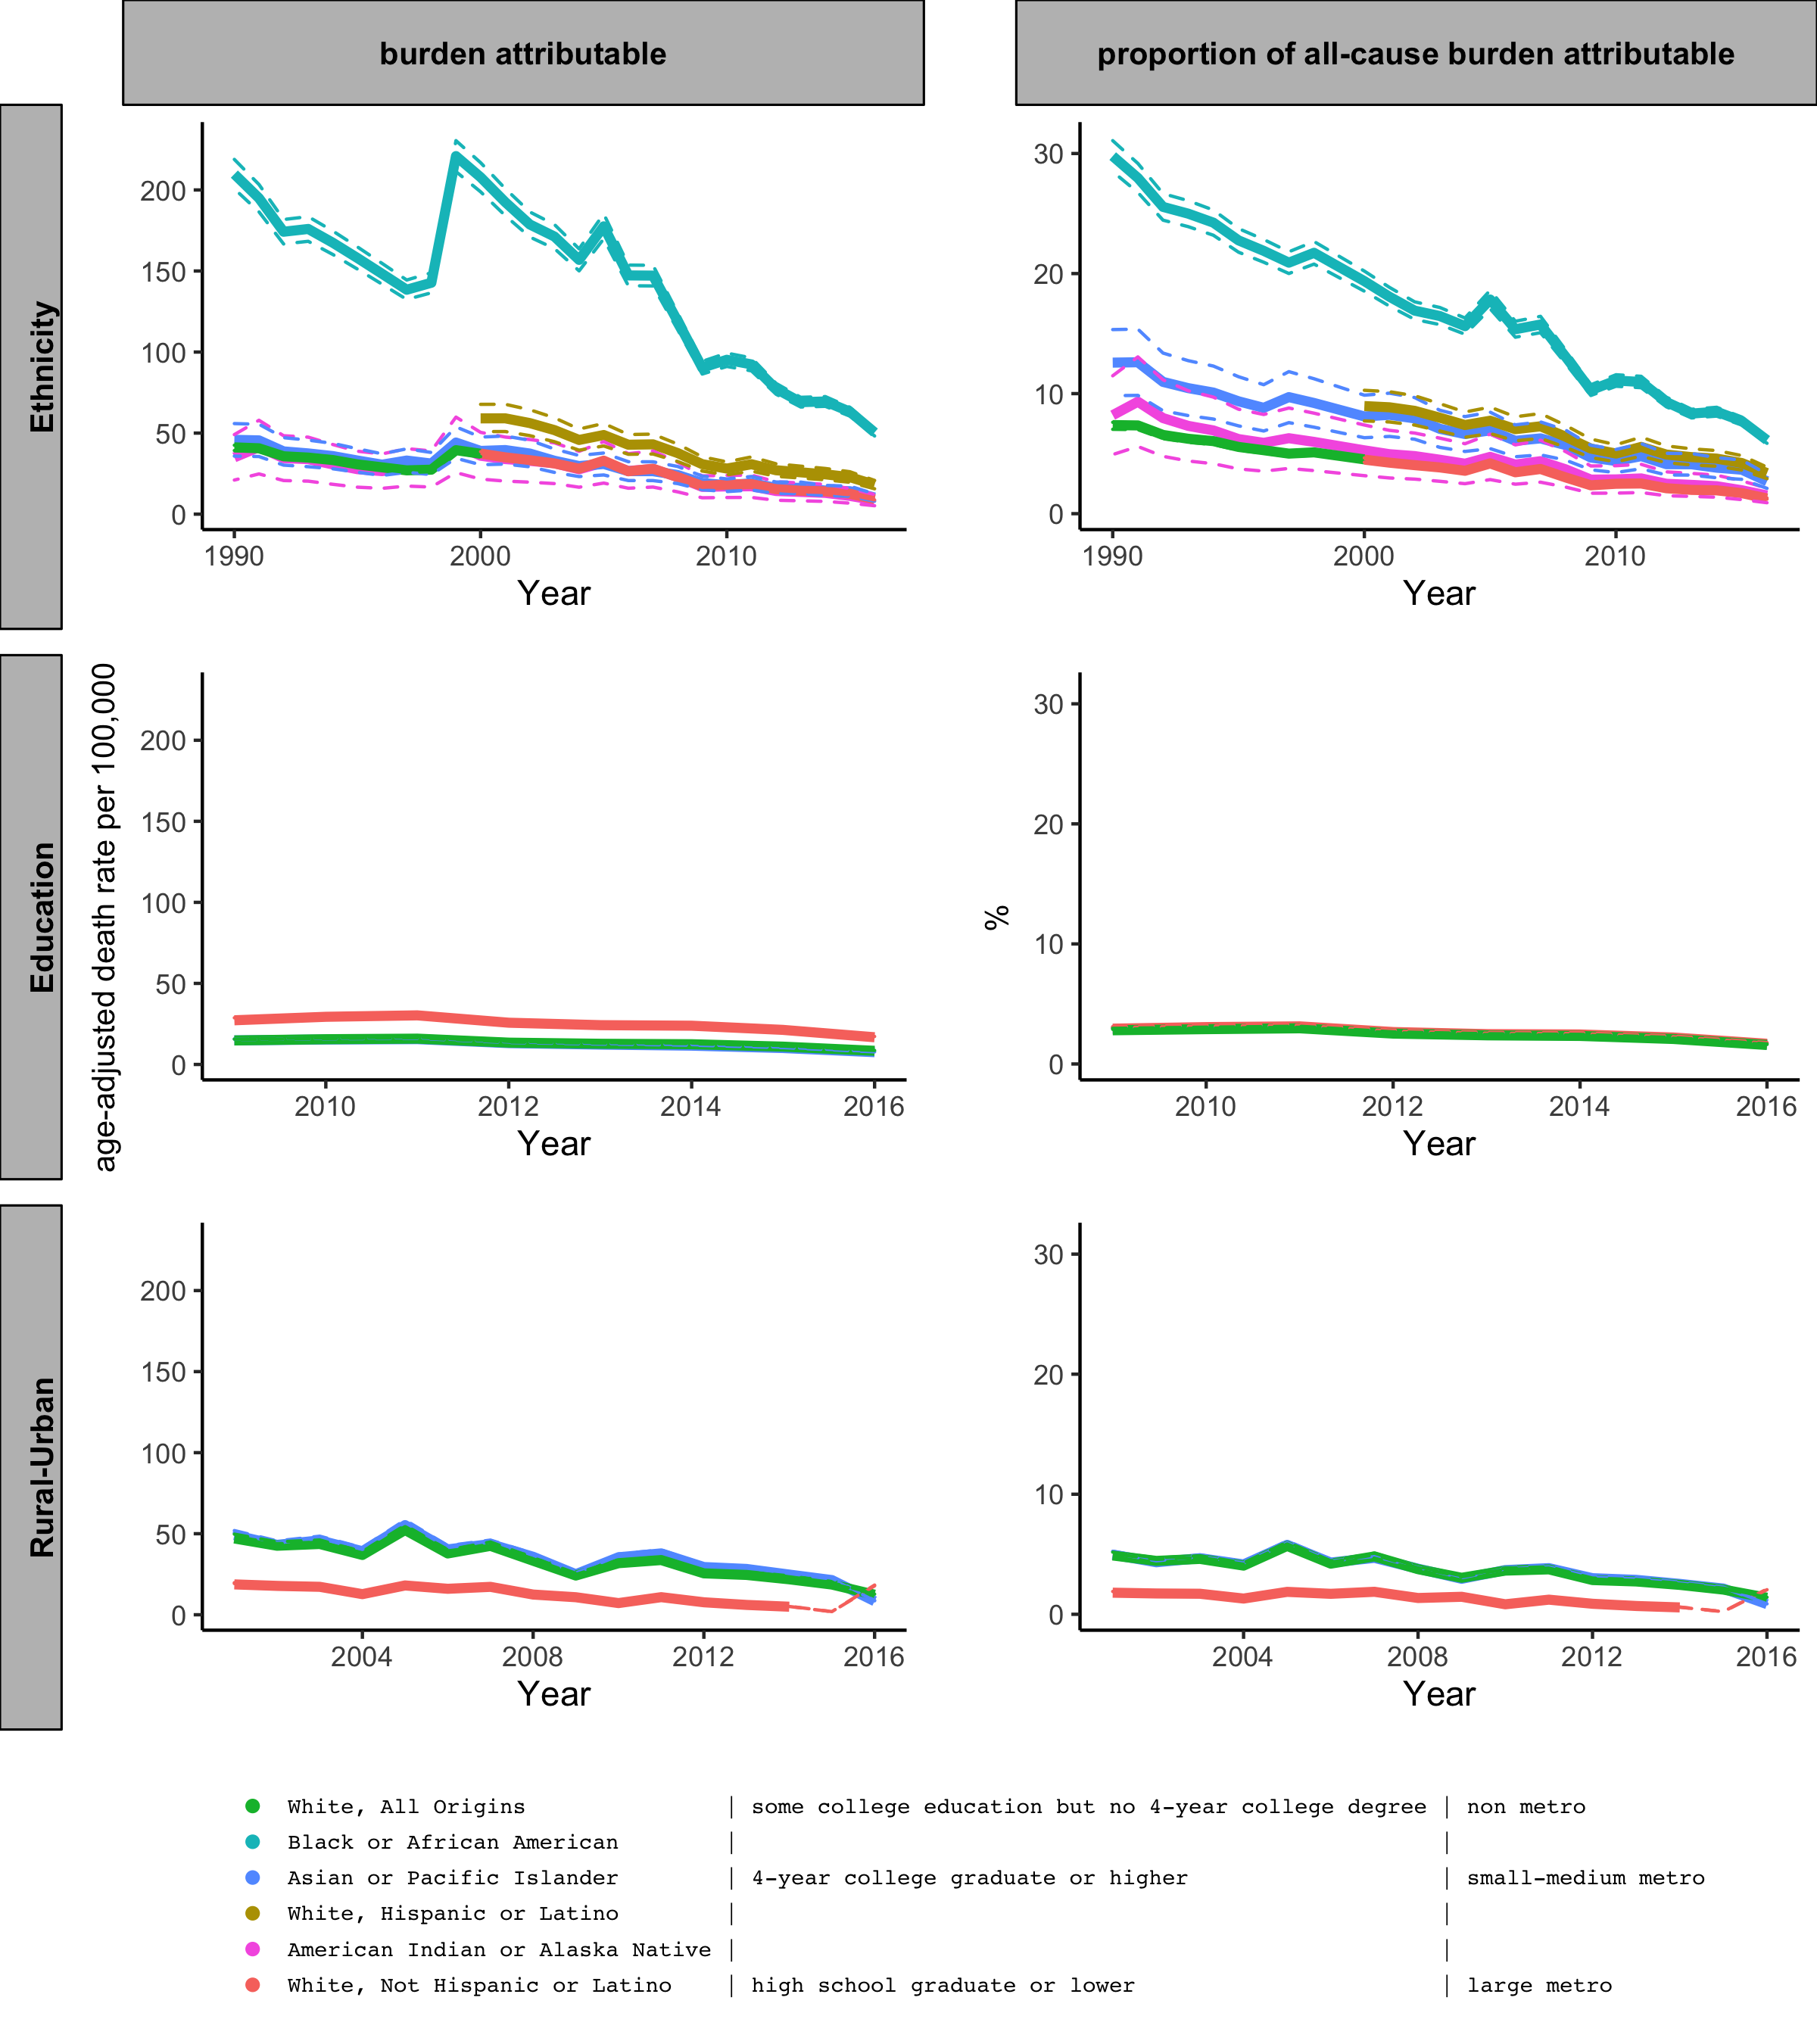 burden attributable
proportion of all-cause burden attributable
Ethnicity
200
150
100
50
0
1990 2000 2010
Year
30
20
10
0
1990 2000 2010
Year
Education
age-adjusted death rate per 100,000
200
150
100
50
0
2010 2012 2014 2016
Year
%
30
20
10
0
2010 2012 2014 2016
Year
Rural-Urban
200
150
100
50
0
2004 2008 2012 2016
Year
30
20
10
0
2004 2008 2012 2016
Year
White, All Origins | some college education but no 4-year college degree | non metro
Black or African American | |
Asian or Pacific Islander | 4-year college graduate or higher | small-medium metro
White, Hispanic or Latino | |
American Indian or Alaska Native | |
White, Not Hispanic or Latino | high school graduate or lower | large metro